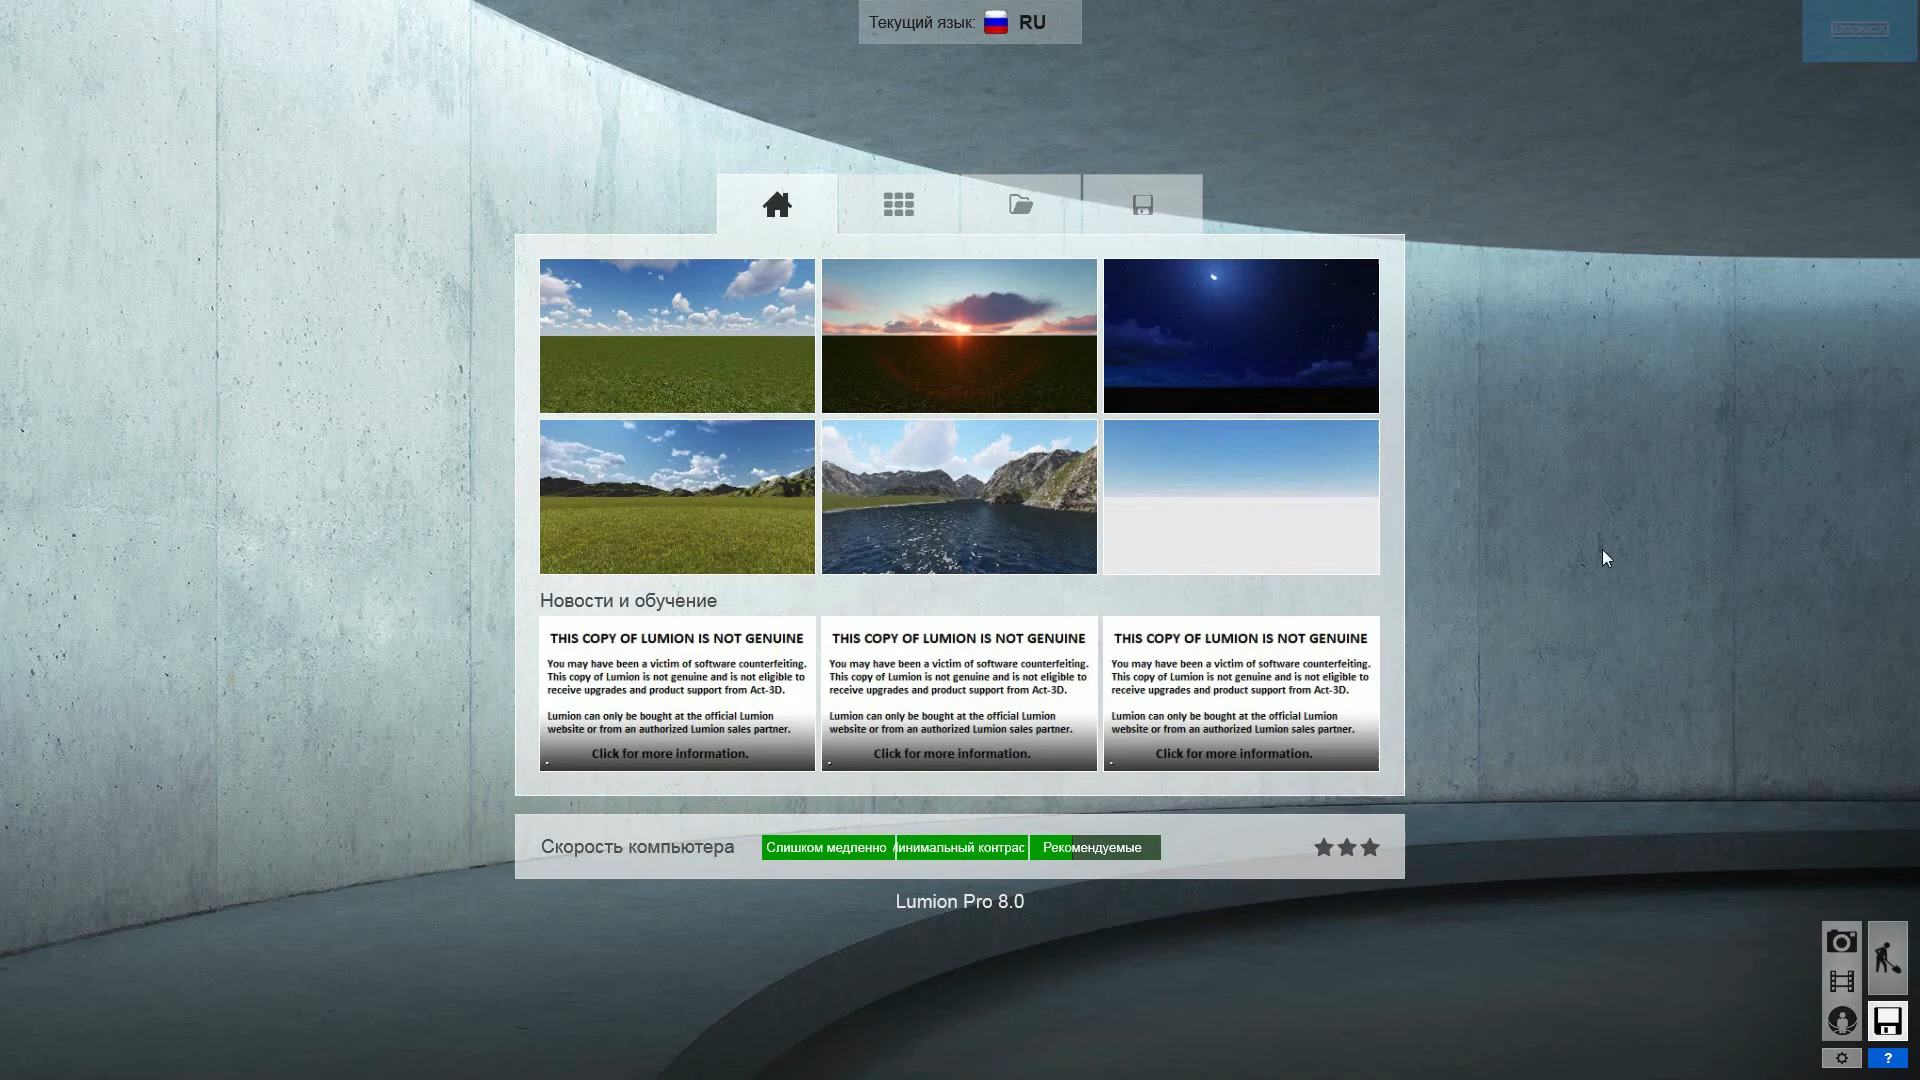 Текущий язык: RU
Новости и обучение
THIS COPY OF LUMION IS NOT GENUINE
You may have been a victim of software counterfeiting.
This copy of Lumion is not genuine and is not eligible to
receive upgrades and product support from Act-3D.
Lumion can only be bought at the official Lumion
website or from an authorized Lumion sales partner.
Click for more information.
THIS COPY OF LUMION IS NOT GENUINE
You may have been a victim of software counterfeiting.
This copy of Lumion is not genuine and is not eligible to
receive upgrades and product support from Act-3D.
Lumion can only be bought at the official Lumion
website or from an authorized Lumion sales partner.
Click for more information.
THIS COPY OF LUMION IS NOT GENUINE
You may have been a victim of software counterfeiting.
This copy of Lumion is not genuine and is not eligible to
receive upgrades and product support from Act-3D.
Lumion can only be bought at the official Lumion
website or from an authorized Lumion sales partner.
Click for more information.
Скорость компьютера Слишком медленно инимальный контрас Рекомендуемые
Lumion Pro 8.0
?